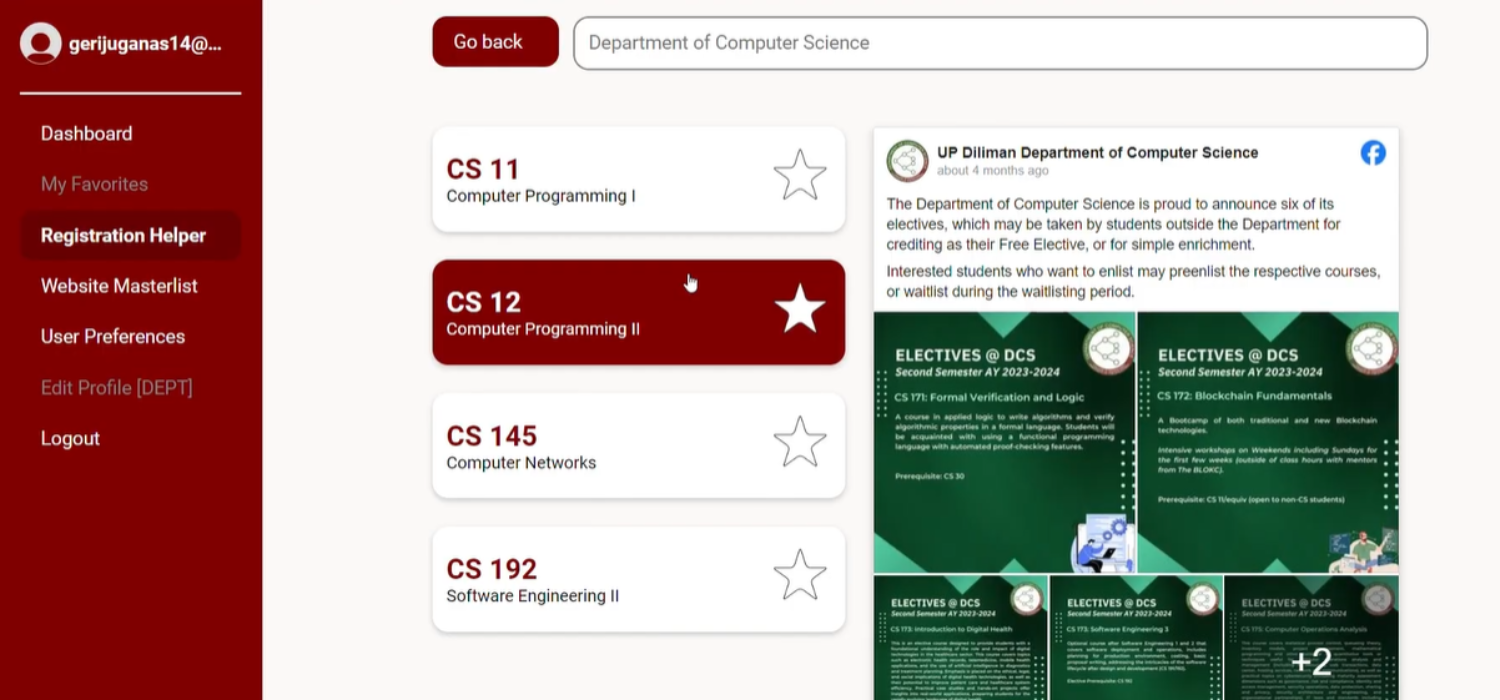 gerijuganas14@...
Dashboard
My Favorites
Registration Helper
Website Masterlist
User Preferences
Edit Profile [DEPT]
Logout
Go back
Department of Computer Science
CS 11
Computer Programming I
CS 12
Computer Programming II
CS 145
Computer Networks
CS 192
Software Engineering II
UP Diliman Department of Computer Science
about 4 months ago
The Department of Computer Science is proud to announce six of its
electives, which may be taken by students outside the Department for
crediting as their Free Elective, or for simple enrichment.
Interested students who want to enlist may preenlist the respective courses,
or waitlist during the waitlisting period.
ELECTIVES @ DCS
Second Semester AY 2023-2024
CS 171: Formal Verification and Logic
A course in applied logic to write algorithms and verify
algorithmic properties in a formal language. Students will
be acquainted with using a functional programming
language with automated proof-checking features.
Prerequisite: CS 30
ELECTIVES @ DCS
Second Semester AY 2023-2024
CS 172: Blockchain Fundamentals
A Bootcamp of both traditional and new Blockchain
technologies.
Intensive workshops on Weekends including Sundays for
the first few weeks (outside of class hours with mentors
from The BLOKC).
Prerequisite: CS 11/equiv (open to non-CS students)
ELECTIVES @ DCS
Second Semester AY 2023-2024
CS 173: Introduction to Digital Health
ELECTIVES @ DCS
Second Semester AY 2023-2024
CS 173: Software Engineering 3
ELECTIVES @ DCS
Second Semester AY 2023-2024
CS 175: Computer Operations Analysis
+2